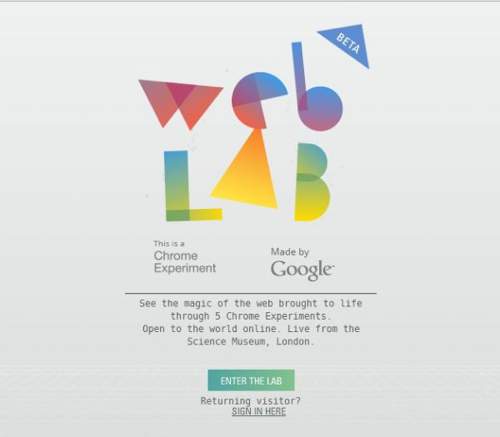 BETA
web
LAB
This is a
Chrome
Experiment
Made by
Google
See the magic of the web brought to life
through 5 Chrome Experiments.
Open to the world online. Live from the
Science Museum, London.
ENTER THE LAB
Returning visitor?
SIGN IN HERE